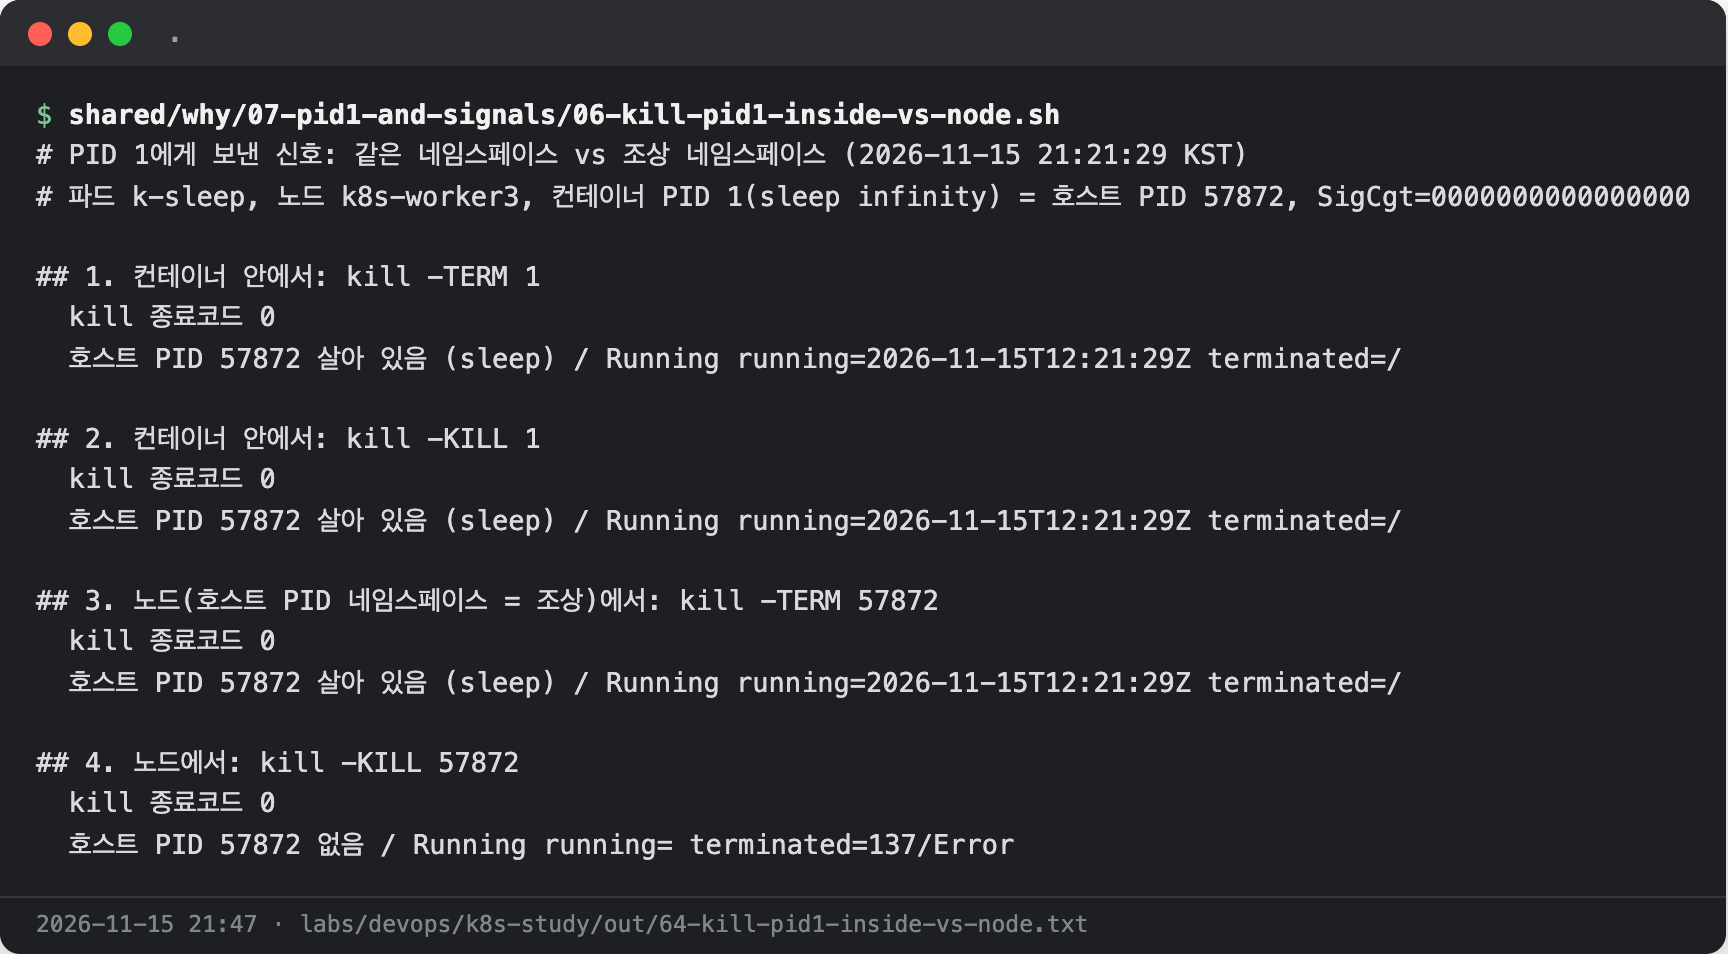 .
$ shared/why/07-pid1-and-signals/06-kill-pid1-inside-vs-node.sh
# PID 1에게 보낸 신호: 같은 네임스페이스 vs 조상 네임스페이스 (2026-11-15 21:21:29 KST)
# 파드 k-sleep, 노드 k8s-worker3, 컨테이너 PID 1(sleep infinity) = 호스트 PID 57872, SigCgt=0000000000000000
## 1. 컨테이너 안에서: kill -TERM 1
kill 종료코드 0
호스트 PID 57872 살아 있음 (sleep) / Running running=2026-11-15T12:21:29Z terminated=/
## 2. 컨테이너 안에서: kill -KILL 1
kill 종료코드 0
호스트 PID 57872 살아 있음 (sleep) / Running running=2026-11-15T12:21:29Z terminated=/
## 3. 노드(호스트 PID 네임스페이스 = 조상)에서: kill -TERM 57872
kill 종료코드 0
호스트 PID 57872 살아 있음 (sleep) / Running running=2026-11-15T12:21:29Z terminated=/
## 4. 노드에서: kill -KILL 57872
kill 종료코드 0
호스트 PID 57872 없음 / Running running= terminated=137/Error
2026-11-15 21:47 · labs/devops/k8s-study/out/64-kill-pid1-inside-vs-node.txt